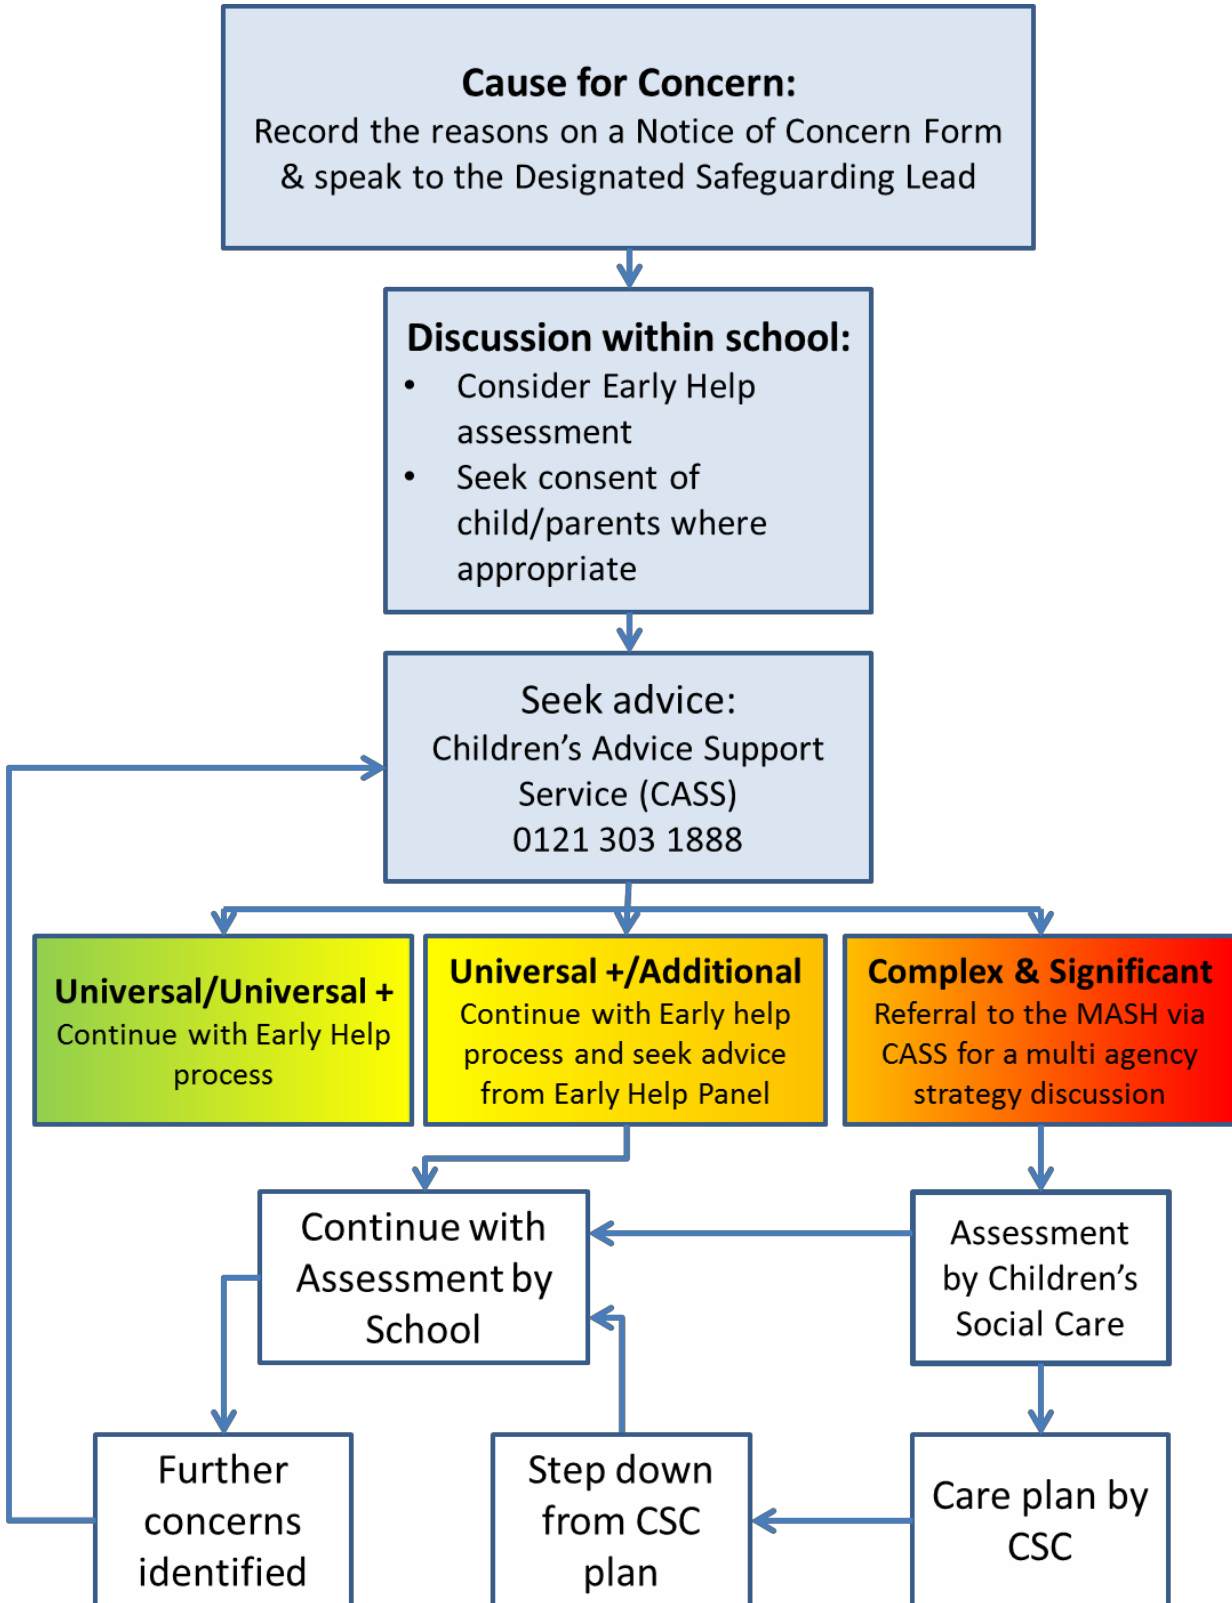 Cause for Concern:
Record the reasons on a Notice of Concern Form
& speak to the Designated Safeguarding Lead
Discussion within school:
• Consider Early Help
assessment
• Seek consent of
child/parents where
appropriate
Seek advice:
Children’s Advice Support
Service (CASS)
0121 303 1888
Universal/Universal +
Continue with Early Help
process
Universal +/Additional
Continue with Early help
process and seek advice
from Early Help Panel
Complex & Significant
Referral to the MASH via
CASS for a multi agency
strategy discussion
Continue with
Assessment by
School
Assessment
by Children’s
Social Care
Further
concerns
identified
Step down
from CSC
plan
Care plan by
CSC